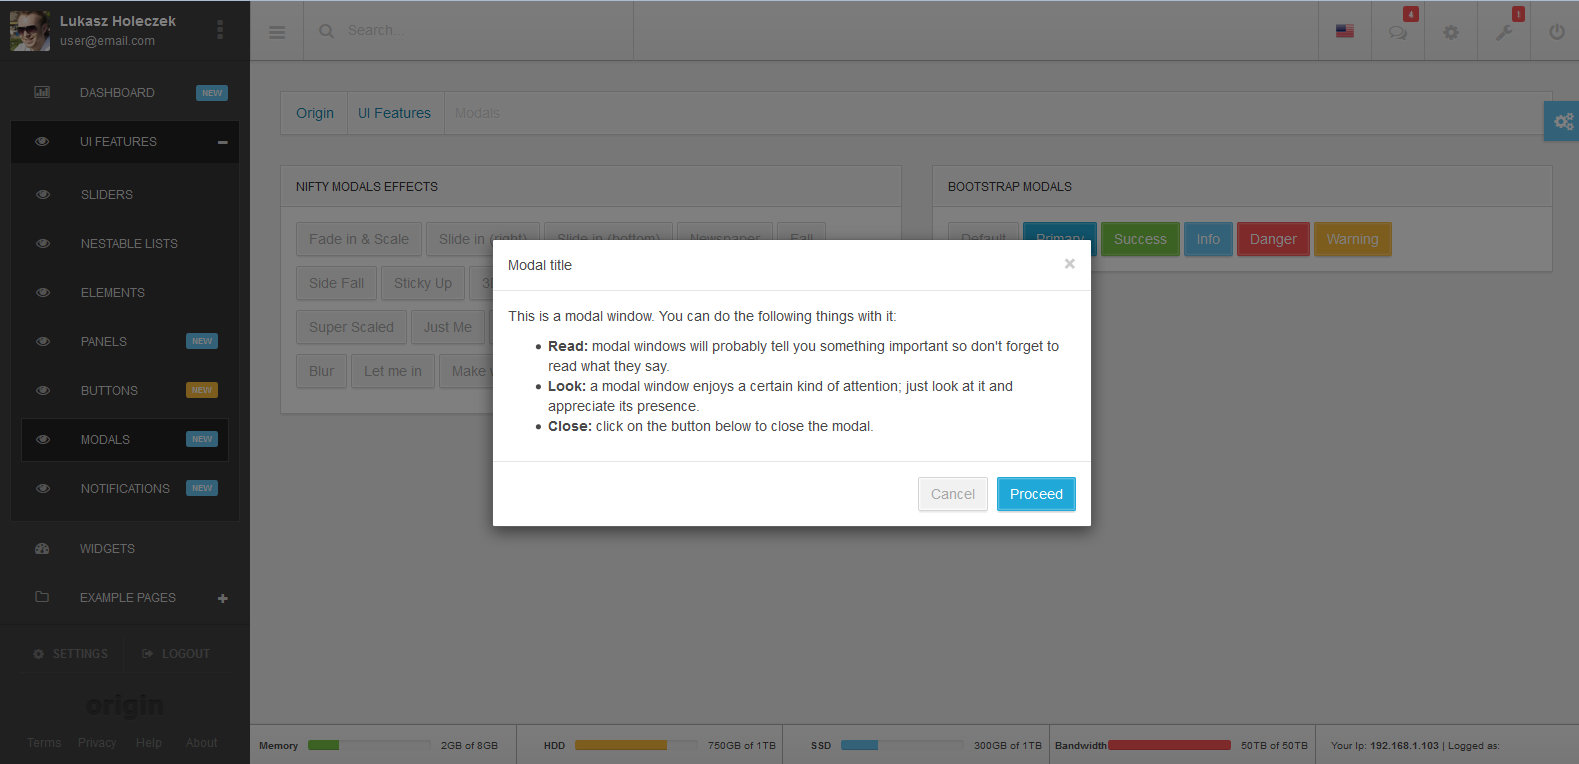 Lukasz Holeczek
user@email.com
Search...
4
1
DASHBOARD NEW
UI FEATURES
SLIDERS
NESTABLE LISTS
ELEMENTS
PANELS NEW
BUTTONS NEW
MODALS NEW
NOTIFICATIONS NEW
WIDGETS
EXAMPLE PAGES
SETTINGS LOGOUT
origin
Terms Privacy Help About
Origin UI Features Modals
NIFTY MODALS EFFECTS
Fade in & Scale Slide in (right) Slide in (bottom) Newspaper Fall
Side Fall Sticky Up
Super Scaled Just Me
Blur Let me in Make
BOOTSTRAP MODALS
Default Primary Success Info Danger Warning
Modal title ×
This is a modal window. You can do the following things with it:
• Read: modal windows will probably tell you something important so don't forget to
read what they say.
• Look: a modal window enjoys a certain kind of attention; just look at it and
appreciate its presence.
• Close: click on the button below to close the modal.
Cancel Proceed
Memory 2GB of 8GB HDD 750GB of 1TB SSD 300GB of 1TB Bandwidth 50TB of 50TB Your Ip: 192.168.1.103 | Logged as: